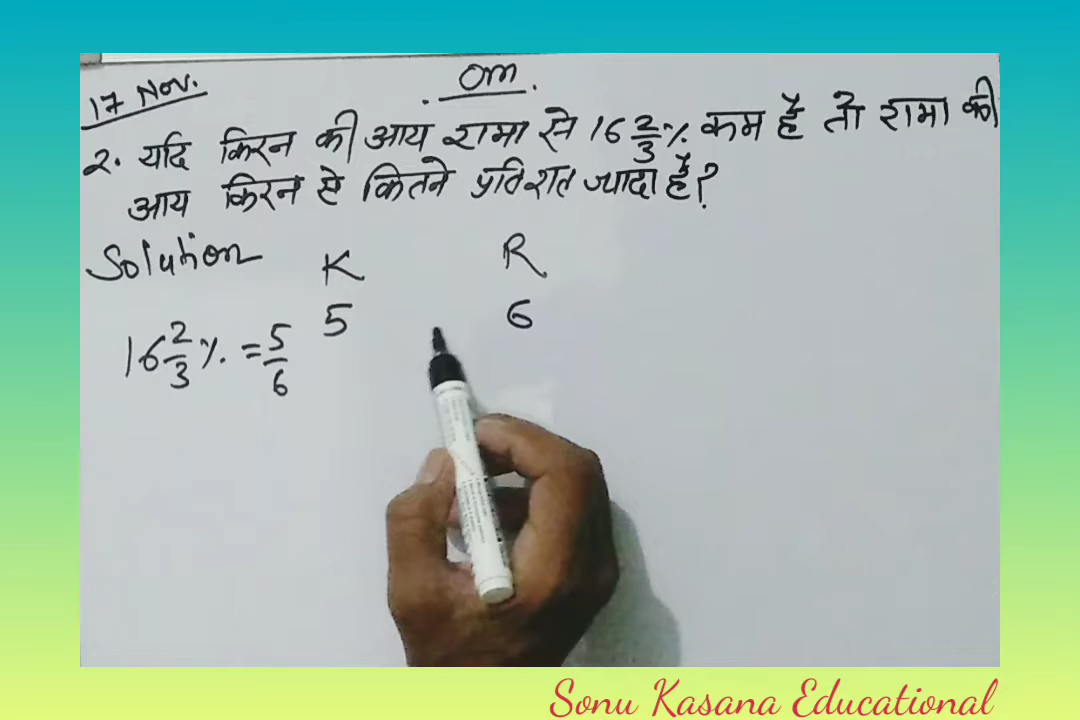 17 Nov.
Om
2. यदि किरन की आय रामा से 16 2/3 % कम है तो रामा की
आय किरन से कितने प्रतिशत ज्यादा है?
Solution K R
5 6
16 2/3 % = 5/6
Sonu Kasana Educational